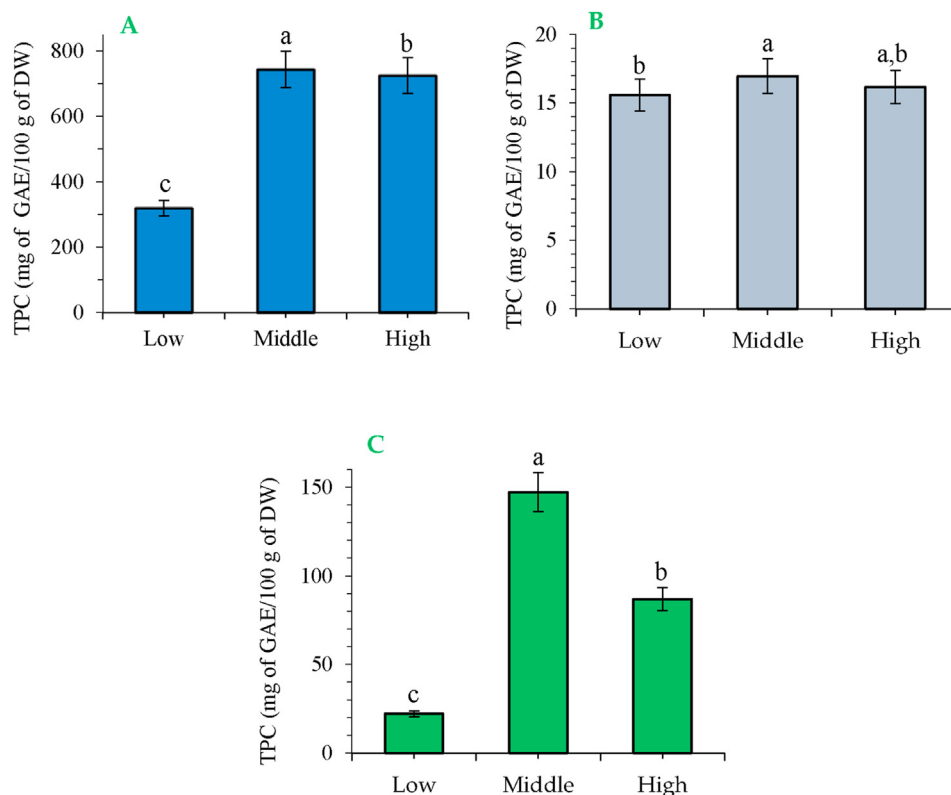 A
TPC (mg of  GAE/100 g of DW)
800
600
400
200
0
c
a
b
Low
Middle
High
B
TPC (mg of GAE/100 g of DW)
20
15
10
5
0
b
a
a,b
Low
Middle
High
C
TPC (mg of GAE/100 g of DW)
150
100
50
0
c
a
b
Low
Middle
High